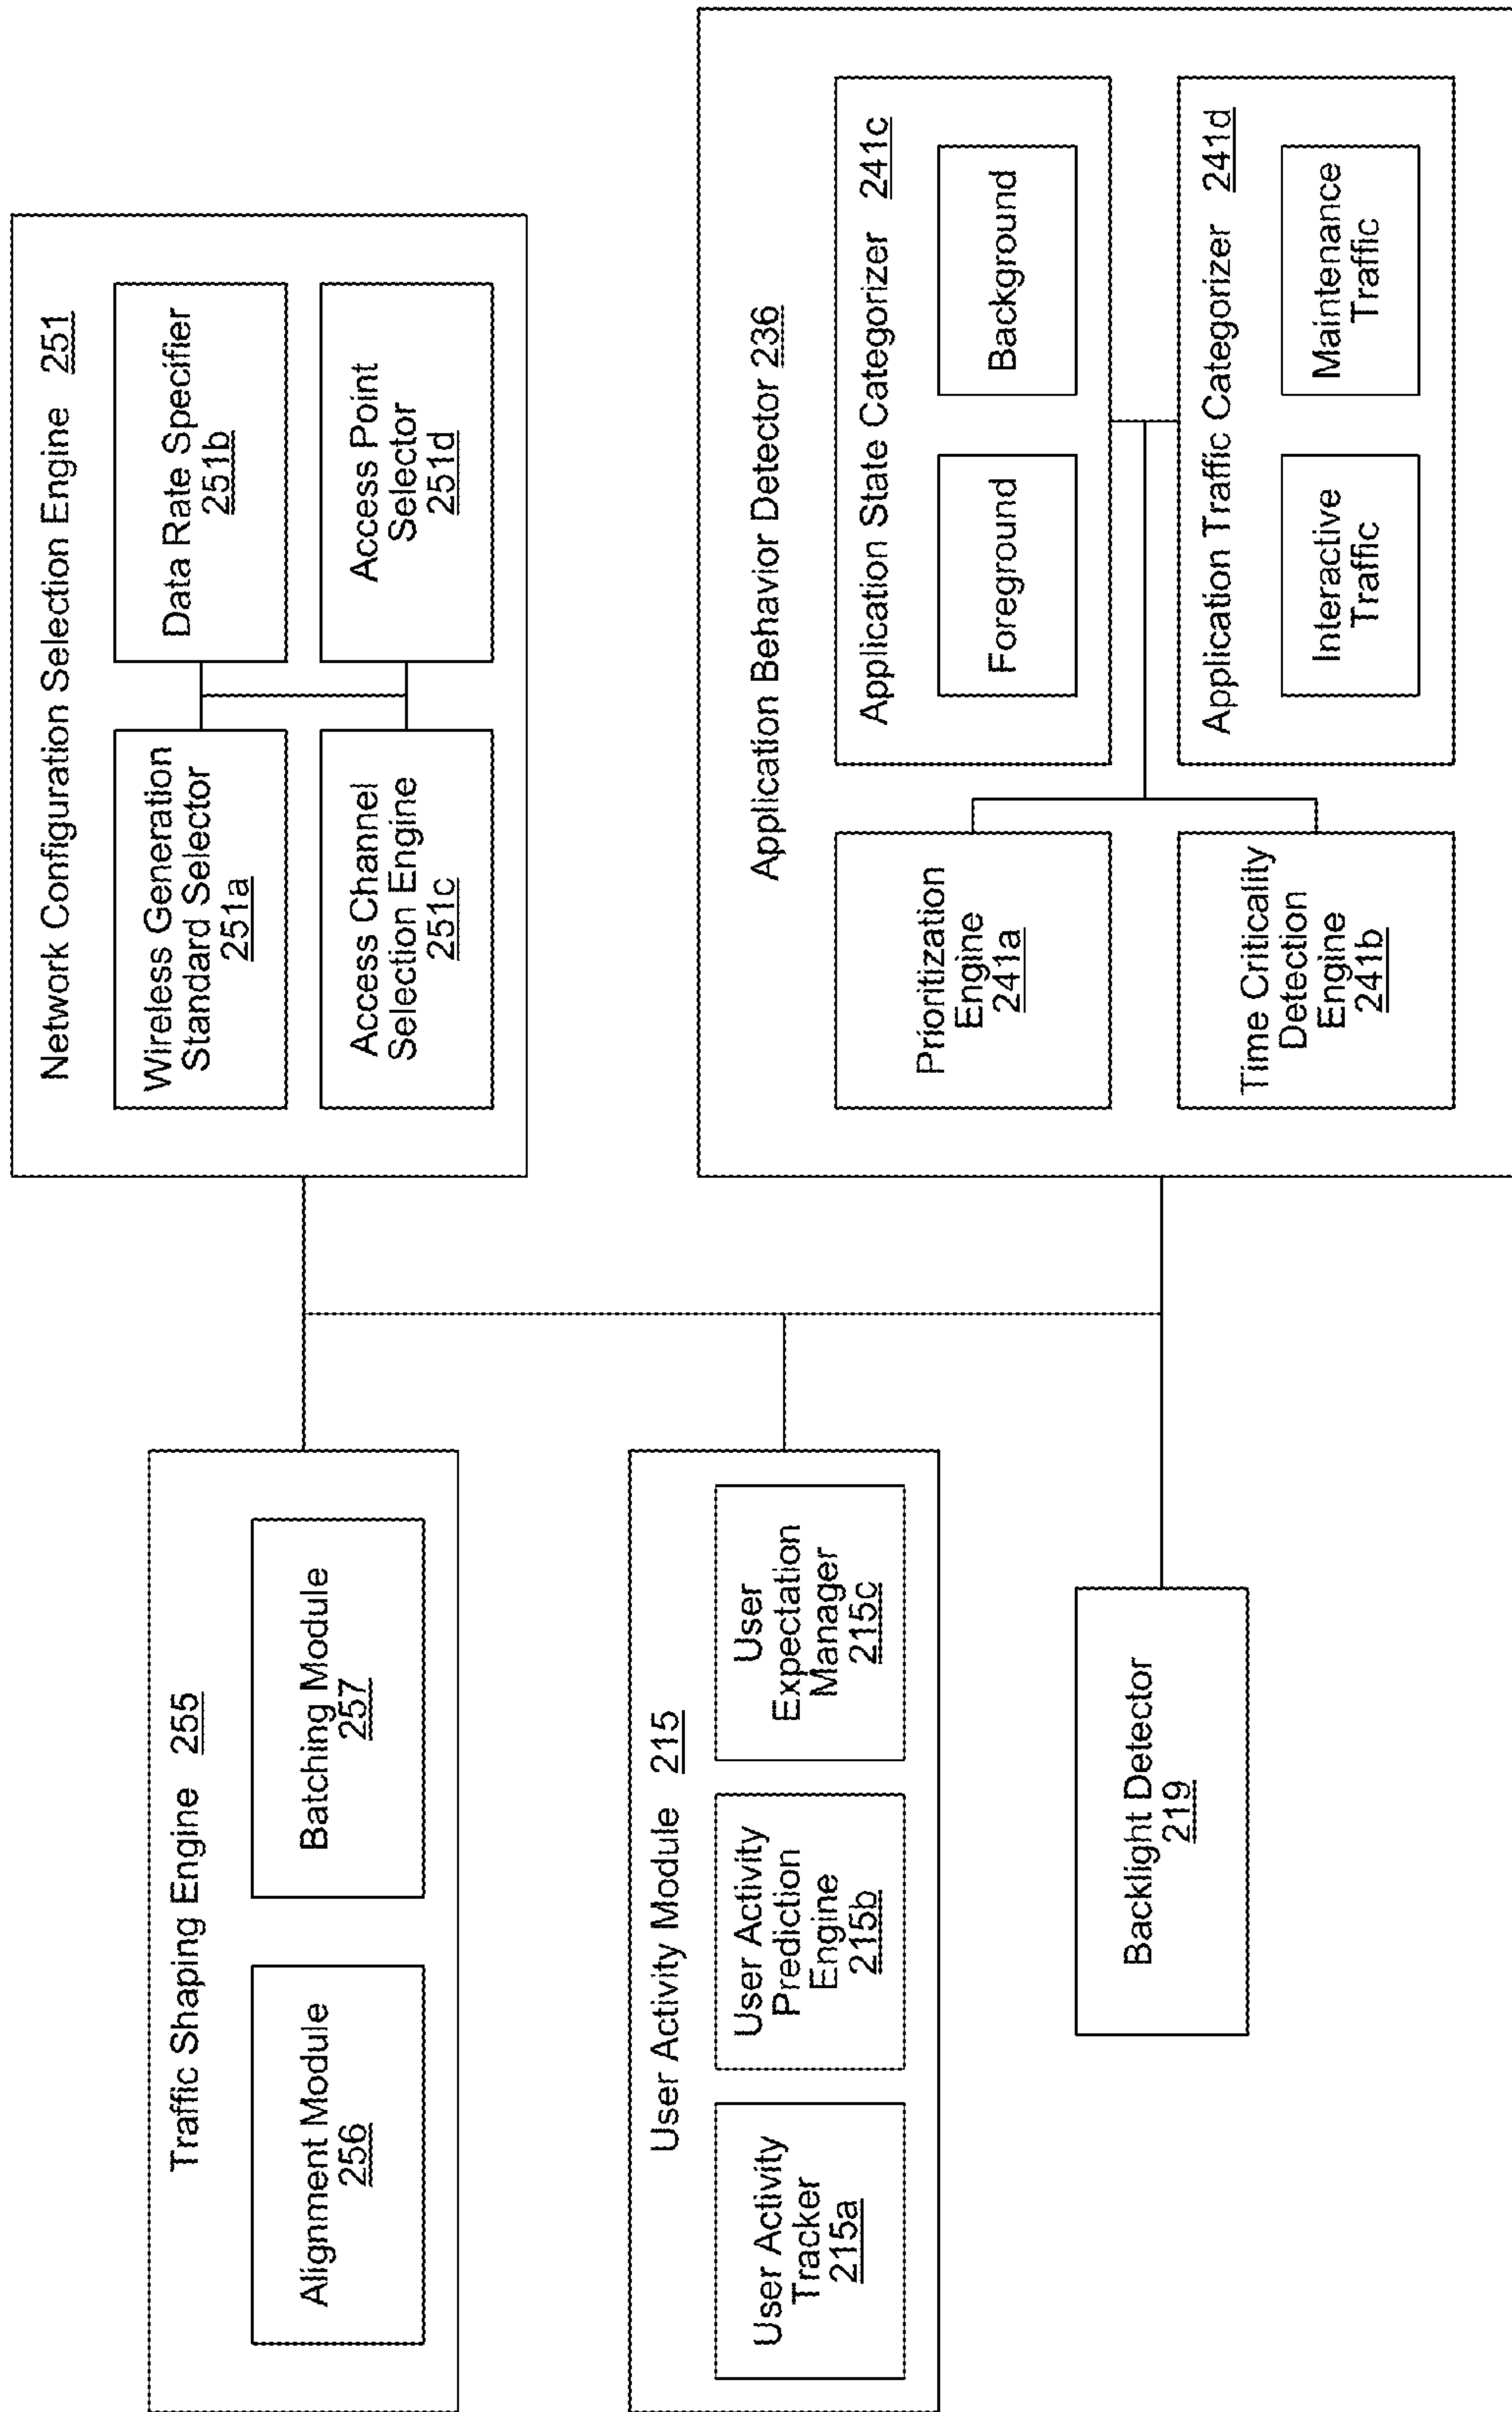 Traffic Shaping Engine 255
Alignment Module
256
Batching Module
257
User Activity Module 215
User Activity
Tracker
215a
User Activity
Prediction
Engine
215b
User
Expectation
Manager
215c
Backlight Detector
219
Network Configuration Selection Engine 251
Wireless Generation
Standard Selector
251a
Data Rate Specifier
251b
Access Channel
Selection Engine
251c
Access Point
Selector
251d
Application Behavior Detector 236
Prioritization
Engine
241a
Time Criticality
Detection
Engine
241b
Application State Categorizer 241c
Foreground
Background
Application Traffic Categorizer 241d
Interactive
Traffic
Maintenance
Traffic